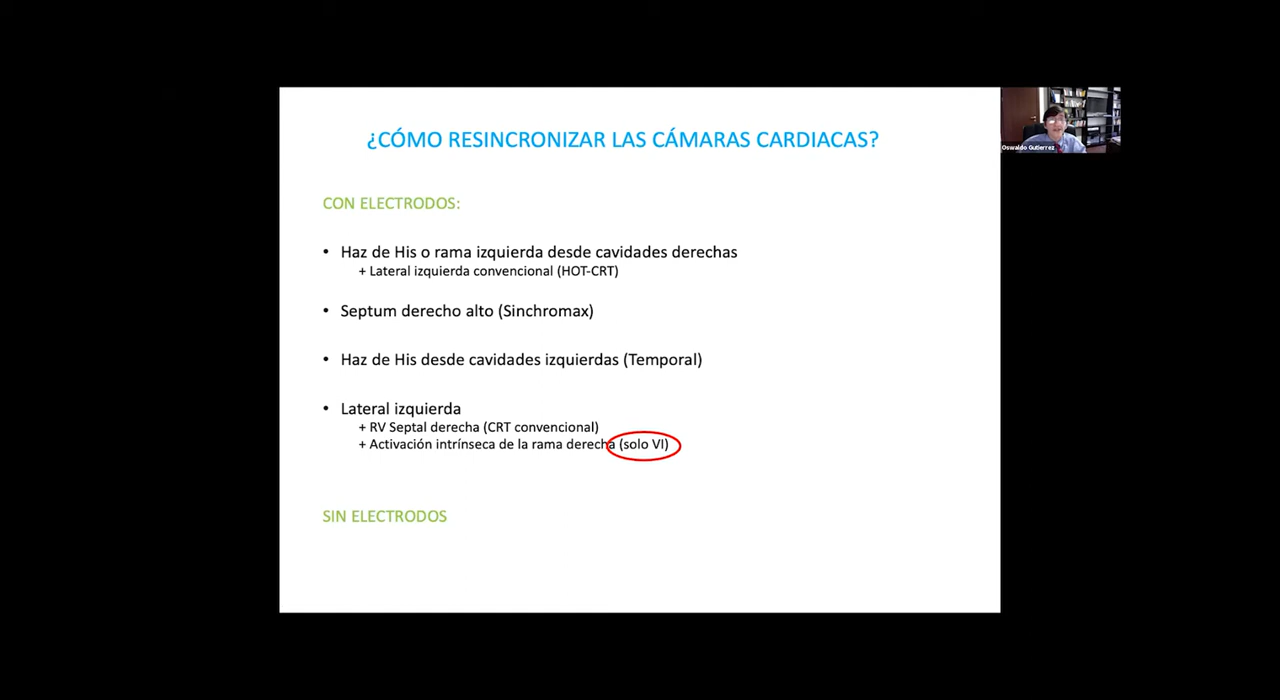 ¿CÓMO RESINCRONIZAR LAS CÁMARAS CARDIACAS?
Oswaldo Gutierrez
CON ELECTRODOS:
• Haz de His o rama izquierda desde cavidades derechas
+ Lateral izquierda convencional (HOT-CRT)
• Septum derecho alto (Sinchromax)
• Haz de His desde cavidades izquierdas (Temporal)
• Lateral izquierda
+ RV Septal derecha (CRT convencional)
+ Activación intrínseca de la rama derecha (solo VI)
SIN ELECTRODOS